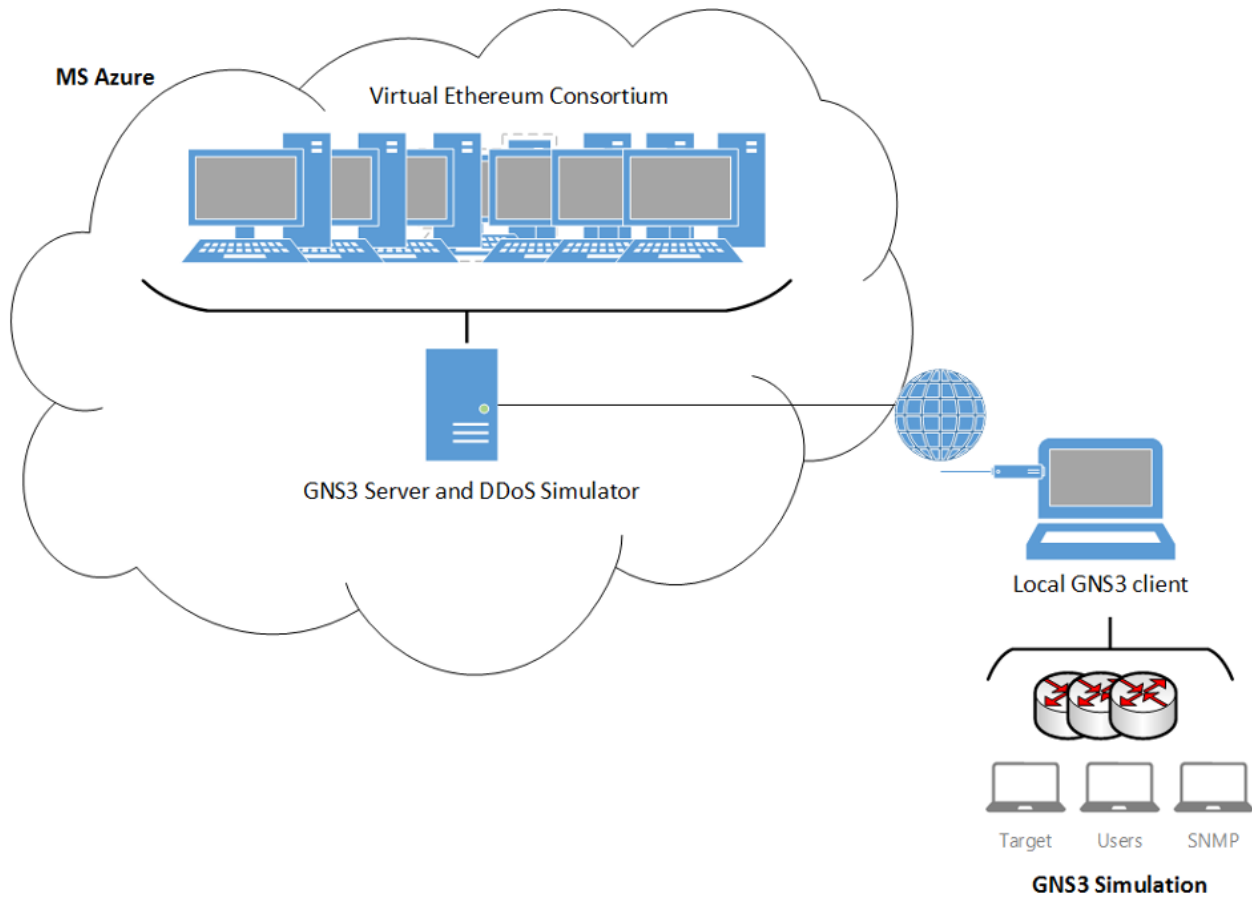 MS Azure
Virtual Ethereum Consortium
GNS3 Server and DDoS Simulator
Local GNS3 client
Target
Users
SNMP
GNS3 Simulation